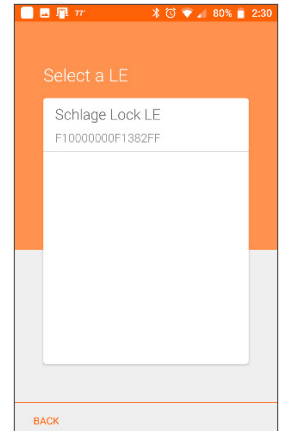 77° 80% 2:30
Select a LE
Schlage Lock LE
F10000000F1382FF
BACK